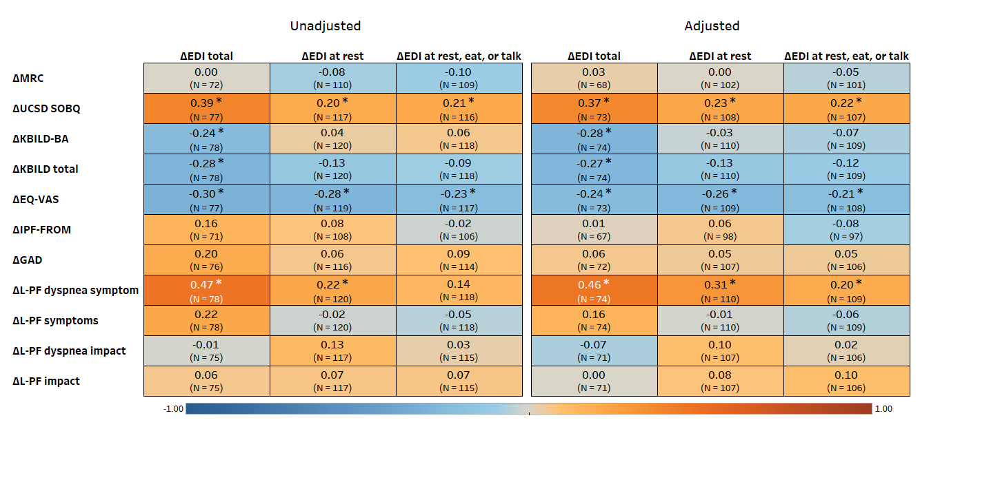 Unadjusted Adjusted
ΔEDI total ΔEDI at rest ΔEDI at rest, eat, or talk ΔEDI total ΔEDI at rest ΔEDI at rest, eat, or talk
ΔMRC 0.00 -0.08 -0.10 0.03 0.00 -0.05
(N = 72) (N = 110) (N = 109) (N = 68) (N = 102) (N = 101)
ΔUCSD SOBQ 0.39 * 0.20 * 0.21 * 0.37 * 0.23 * 0.22 *
(N = 77) (N = 117) (N = 116) (N = 73) (N = 108) (N = 107)
ΔKBILD-BA -0.24 * 0.04 0.06 -0.28 * -0.03 -0.07
(N = 78) (N = 120) (N = 118) (N = 74) (N = 110) (N = 109)
ΔKBILD total -0.28 * -0.13 -0.09 -0.27 * -0.13 -0.12
(N = 78) (N = 120) (N = 118) (N = 74) (N = 110) (N = 109)
ΔEQ-VAS -0.30 * -0.28 * -0.23 * -0.24 * -0.26 * -0.21 *
(N = 77) (N = 119) (N = 117) (N = 73) (N = 109) (N = 108)
ΔIPF-FROM 0.16 0.08 -0.02 0.01 0.06 -0.08
(N = 71) (N = 108) (N = 106) (N = 67) (N = 98) (N = 97)
ΔGAD 0.20 0.06 0.09 0.06 0.05 0.05
(N = 76) (N = 116) (N = 114) (N = 72) (N = 107) (N = 106)
ΔL-PF dyspnea symptom 0.47 * 0.22 * 0.14 0.46 * 0.31 * 0.20 *
(N = 78) (N = 120) (N = 118) (N = 74) (N = 110) (N = 109)
ΔL-PF symptoms 0.22 -0.02 -0.05 0.16 -0.01 -0.06
(N = 78) (N = 120) (N = 118) (N = 74) (N = 110) (N = 109)
ΔL-PF dyspnea impact -0.01 0.13 0.03 -0.07 0.10 0.02
(N = 75) (N = 117) (N = 115) (N = 71) (N = 107) (N = 106)
ΔL-PF impact 0.06 0.07 0.07 0.00 0.08 0.10
(N = 75) (N = 117) (N = 115) (N = 71) (N = 107) (N = 106)
-1.00 1.00